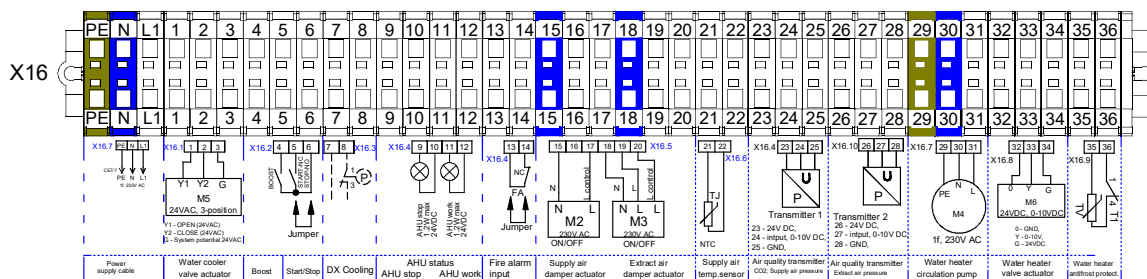 PE N L1 1 2 3 4 5 6 7 8 9 10 11 12 13 14 15 16 17 18 19 20 21 22 23 24 25 26 27 28 29 30 31 32 33 34 35 36
X16
PE N L1 1 2 3 4 5 6 7 8 9 10 11 12 13 14 15 16 17 18 19 20 21 22 23 24 25 26 27 28 29 30 31 32 33 34 35 36
X16.7 PE N L1
PE N L1
1f, 230V AC
X16.1 1 2 3
Y1 Y2 G
M5
24VAC, 3-position
Y1 - OPEN (24VAC)
Y2 - CLOSE (24VAC)
G - System potential 24VAC
X16.2 4 5 6
BOOST
START-NC
STOP-NO
Jumper
7 8 X16.3
1
3
P
X16.4 9 10 11 12
AHU stop
1.2W max
24VDC
AHU work
1.2W max
24VDC
13 14
X16.4
NC
FA
Jumper
15 16 17 18 19 20 X16.5
N L L control
M2
230V AC
ON/OFF
N L L control
M3
230V AC
ON/OFF
21 22
X16.6
TJ
NTC
X16.4 23 24 25
U
P
Transmitter 1
23 - 24V DC,
24 - intput, 0-10V DC,
25 - GND,
X16.10 26 27 28
U
P
Transmitter 2
26 - 24V DC,
27 - intput, 0-10V DC,
28 - GND,
X16.7 29 30 31
PE N L
M4
1f, 230V AC
32 33 34
X16.8
0 Y G
M6
24VDC, 0-10VDC
0 - GND,
Y - 0-10V,
G - 24VDC.
35 36
X16.9
TV
1
4
T1
Power
supply cable
Water cooler
valve actuator
Boost
Start/Stop
DX Cooling
AHU status
AHU stop AHU work
Fire alarm
input
Supply air
damper actuator
Extract air
damper actuator
Supply air
temp.sensor
Air quality transmitter
CO2; Supply air pressure
Air quality transmitter
Extract air pressure
Water heater
circulation pump
Water heater
valve actuator
Water heater
antifrost protect.